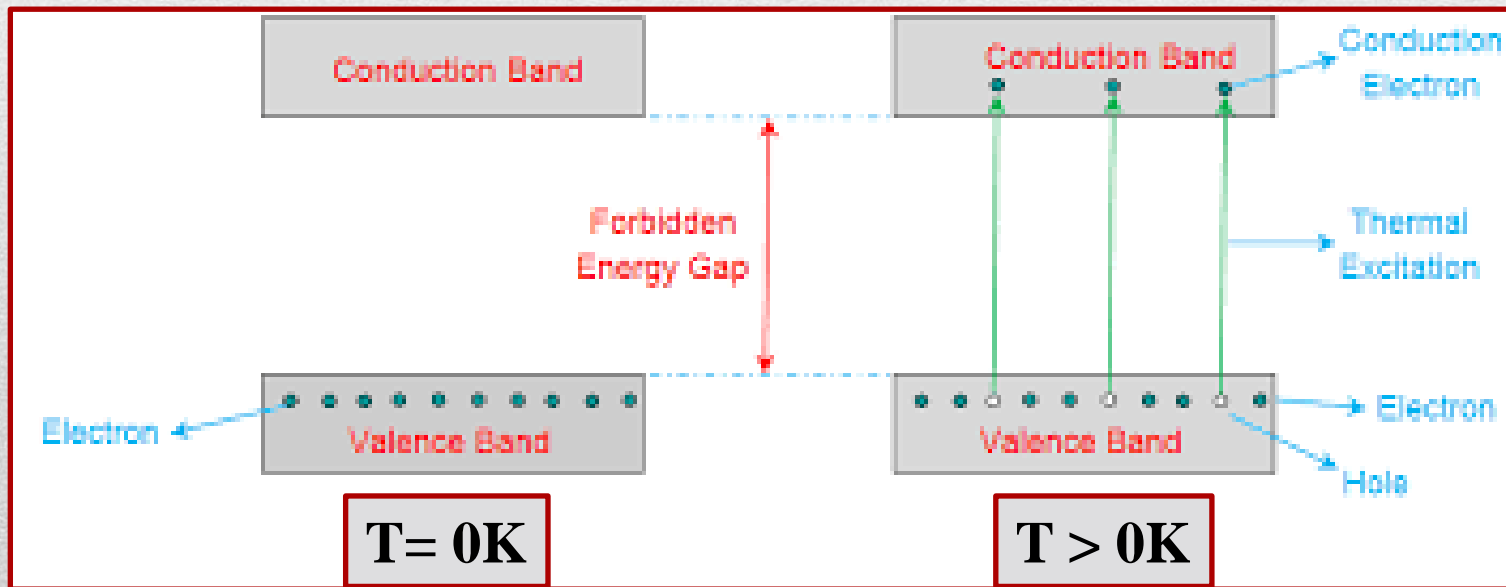 Conduction Band
Conduction Band
Conduction
Electron
Forbidden
Energy Gap
Thermal
Excitation
Electron
Valence Band
Valence Band
Electron
Hole
T= 0K
T > 0K